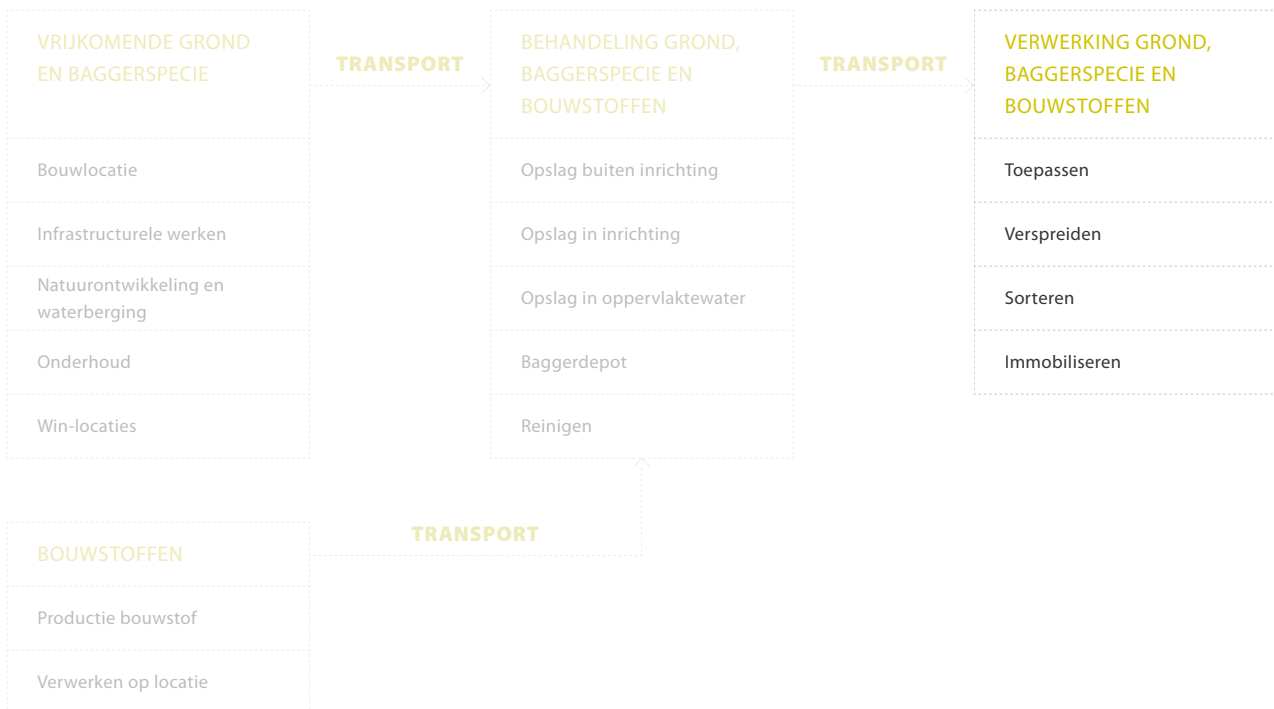 VRIJKOMENDE GROND
EN BAGGERSPECIE
Bouwlocatie
Infrastructurele werken
Natuurontwikkeling en
waterberging
Onderhoud
Win-locaties
TRANSPORT
BEHANDELING GROND,
BAGGERSPECIE EN
BOUWSTOFFEN
Opslag buiten inrichting
Opslag in inrichting
Opslag in oppervlaktewater
Baggerdepot
Reinigen
TRANSPORT
VERWERKING GROND,
BAGGERSPECIE EN
BOUWSTOFFEN
Toepassen
Verspreiden
Sorteren
Immobiliseren
BOUWSTOFFEN
Productie bouwstof
Verwerken op locatie
TRANSPORT